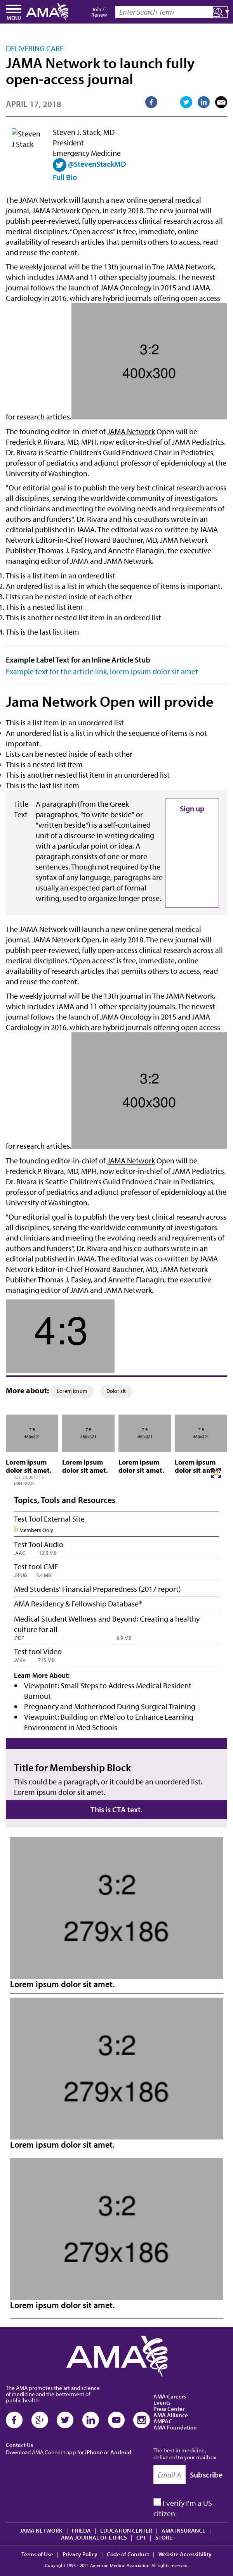 MENU
AMA
Join /
Renew
Enter Search Term
DELIVERING CARE
JAMA Network to launch fully
open-access journal
APRIL 17, 2018
Steven
J Stack
Steven J. Stack, MD
President
Emergency Medicine
@StevenStackMD
Full Bio
The JAMA Network will launch a new online general medical
journal, JAMA Network Open, in early 2018. The new journal will
publish peer-reviewed, fully open-access clinical research across all
medical disciplines. "Open access" is free, immediate, online
availability of research articles that permits users to access, read
and reuse the content.
The weekly journal will be the 13th journal in The JAMA Network,
which includes JAMA and 11 other specialty journals. The newest
journal follows the launch of JAMA Oncology in 2015 and JAMA
Cardiology in 2016, which are hybrid journals offering open access
3:2
400x300
for research articles.
The founding editor-in-chief of JAMA Network Open will be
Frederick P. Rivara, MD, MPH, now editor-in-chief of JAMA Pediatrics.
Dr. Rivara is Seattle Children's Guild Endowed Chair in Pediatrics,
professor of pediatrics and adjunct professor of epidemiology at the
University of Washington.
"Our editorial goal is to publish the very best clinical research across
all disciplines, serving the worldwide community of investigators
and clinicians and meeting the evolving needs and requirements of
authors and funders", Dr. Rivara and his co-authors wrote in an
editorial published in JAMA. The editorial was co-written by JAMA
Network Editor-in-Chief Howard Bauchner, MD, JAMA Network
Publisher Thomas J. Easley, and Annette Flanagin, the executive
managing editor of JAMA and JAMA Network.
This is a list item in an ordered list
An ordered list is a list in which the sequence of items is important.
Lists can be nested inside of each other
This is a nested list item
This is another nested list item in an ordered list
This is the last list item
Example Label Text for an Inline Article Stub
Example text for the article link, lorem ipsum dolor sit amet
Jama Network Open will provide
This is a list item in an unordered list
An unordered list is a list in which the sequence of items is not
important.
Lists can be nested inside of each other
This is a nested list item
This is another nested list item in an unordered list
This is the last list item
Title
Text
A paragraph (from the Greek
paragraphos, "to write beside" or
"written beside") is a self-contained
unit of a discourse in writing dealing
with a particular point or idea. A
paragraph consists of one or more
sentences. Though not required by the
syntax of any language, paragraphs are
usually an expected part of formal
writing, used to organize longer prose.
Sign up
The JAMA Network will launch a new online general medical
journal, JAMA Network Open, in early 2018. The new journal will
publish peer-reviewed, fully open-access clinical research across all
medical disciplines. "Open access" is free, immediate, online
availability of research articles that permits users to access, read
and reuse the content.
The weekly journal will be the 13th journal in The JAMA Network,
which includes JAMA and 11 other specialty journals. The newest
journal follows the launch of JAMA Oncology in 2015 and JAMA
Cardiology in 2016, which are hybrid journals offering open access
3:2
400x300
for research articles.
The founding editor-in-chief of JAMA Network Open will be
Frederick P. Rivara, MD, MPH, now editor-in-chief of JAMA Pediatrics.
Dr. Rivara is Seattle Children's Guild Endowed Chair in Pediatrics,
professor of pediatrics and adjunct professor of epidemiology at the
University of Washington.
"Our editorial goal is to publish the very best clinical research across
all disciplines, serving the worldwide community of investigators
and clinicians and meeting the evolving needs and requirements of
authors and funders", Dr. Rivara and his co-authors wrote in an
editorial published in JAMA. The editorial was co-written by JAMA
Network Editor-in-Chief Howard Bauchner, MD, JAMA Network
Publisher Thomas J. Easley, and Annette Flanagin, the executive
managing editor of JAMA and JAMA Network.
4:3
More about: Lorem ipsum Dolor sit
7:5 7:5 7:5 7:5
450x321 450x321 450x321 450x321
Lorem ipsum Lorem ipsum Lorem ipsum Lorem ipsum
dolor sit amet. dolor sit amet. dolor sit amet. dolor sit amet.
JUL 28, 2017 | 5
MIN READ
Topics, Tools and Resources
Test Tool External Site
Members Only
Test Tool Audio
.AAC 12.5 MB
Test tool CME
.EPUB 3.4 MB
Med Students' Financial Preparedness (2017 report)
AMA Residency & Fellowship Database®
Medical Student Wellness and Beyond: Creating a healthy
culture for all
.PDF 9.9 MB
Test tool Video
.MKV 715 MB
Learn More About:
Viewpoint: Small Steps to Address Medical Resident
Burnout
Pregnancy and Motherhood During Surgical Training
Viewpoint: Building on #MeToo to Enhance Learning
Environment in Med Schools
Title for Membership Block
This could be a paragraph, or it could be an unordered list.
Lorem ipsum dolor sit amet.
This is CTA text.
3:2
279x186
Lorem ipsum dolor sit amet.
3:2
279x186
Lorem ipsum dolor sit amet.
3:2
279x186
Lorem ipsum dolor sit amet.
AMA
The AMA promotes the art and science
of medicine and the betterment of
public health.
Contact Us
Download AMA Connect app for iPhone or Android
AMA Careers
Events
Press Center
AMA Alliance
AMPAC
AMA Foundation
The best in medicine,
delivered to your mailbox
Email A Subscribe
I verify I'm a US
citizen
JAMA NETWORK | FREIDA | EDUCATION CENTER | AMA INSURANCE |
AMA JOURNAL OF ETHICS | CPT | STORE
Terms of Use | Privacy Policy | Code of Conduct | Website Accessibility
Copyright 1995 - 2021 American Medical Association. All rights reserved.